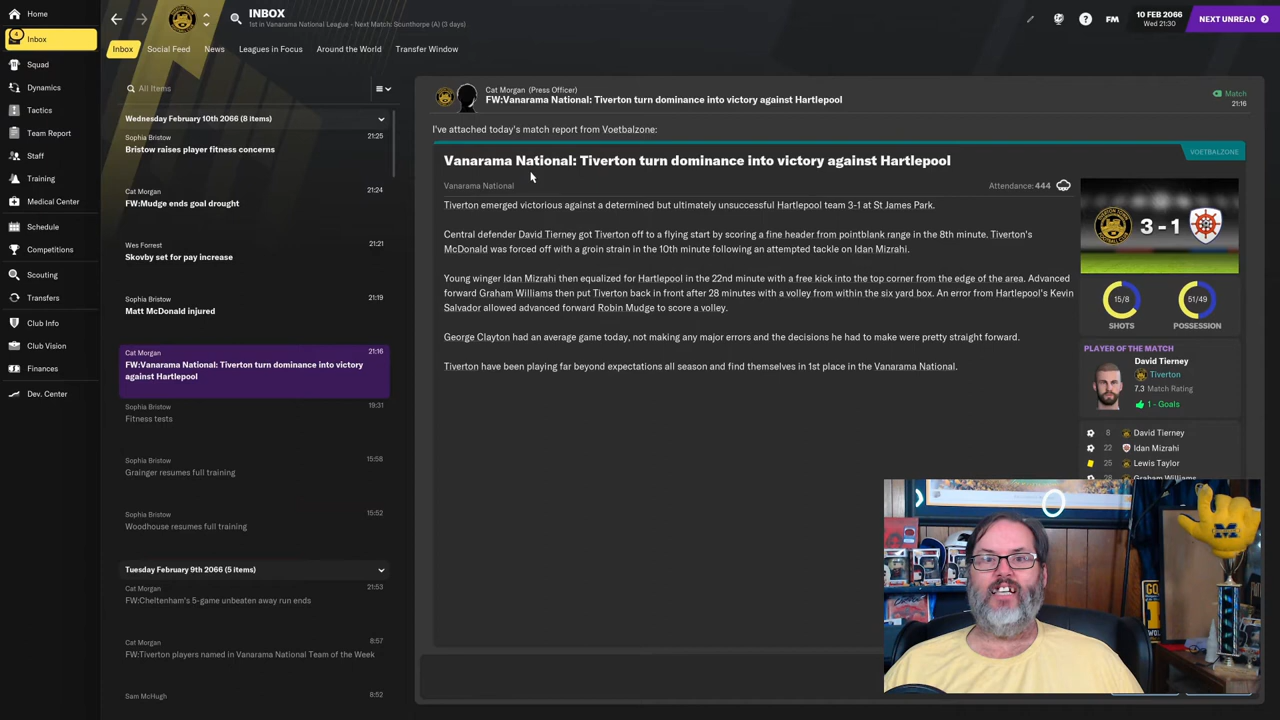 Home
4
Inbox
Squad
Dynamics
Tactics
Team Report
Staff
Training
Medical Center
Schedule
Competitions
Scouting
Transfers
Club Info
Club Vision
Finances
Dev. Center
INBOX
1st in Vanarama National League - Next Match: Scunthorpe (A) (3 days)
?
FM
10 FEB 2066
Wed 21:30
NEXT UNREAD
Inbox
Social Feed
News
Leagues in Focus
Around the World
Transfer Window
All Items
Wednesday February 10th 2066 (8 items)
Sophia Bristow
21:25
Bristow raises player fitness concerns
Cat Morgan
21:24
FW:Mudge ends goal drought
Wes Forrest
21:21
Skovby set for pay increase
Sophia Bristow
21:19
Matt McDonald injured
Cat Morgan
21:16
FW:Vanarama National: Tiverton turn dominance into victory
against Hartlepool
Sophia Bristow
19:31
Fitness tests
Sophia Bristow
15:58
Grainger resumes full training
Sophia Bristow
15:52
Woodhouse resumes full training
Tuesday February 9th 2066 (5 items)
Cat Morgan
21:53
FW:Cheltenham's 5-game unbeaten away run ends
Cat Morgan
8:57
FW:Tiverton players named in Vanarama National Team of the Week
Sam McHugh
8:52
Cat Morgan (Press Officer)
FW:Vanarama National: Tiverton turn dominance into victory against Hartlepool
Match
21:16
I've attached today's match report from Voetbalzone:
VOETBALZONE
Vanarama National: Tiverton turn dominance into victory against Hartlepool
Vanarama National
Attendance: 444
Tiverton emerged victorious against a determined but ultimately unsuccessful Hartlepool team 3-1 at St James Park.
Central defender David Tierney got Tiverton off to a flying start by scoring a fine header from pointblank range in the 8th minute. Tiverton's
McDonald was forced off with a groin strain in the 10th minute following an attempted tackle on Idan Mizrahi.
Young winger Idan Mizrahi then equalized for Hartlepool in the 22nd minute with a free kick into the top corner from the edge of the area. Advanced
forward Graham Williams then put Tiverton back in front after 28 minutes with a volley from within the six yard box. An error from Hartlepool's Kevin
Salvador allowed advanced forward Robin Mudge to score a volley.
George Clayton had an average game today, not making any major errors and the decisions he had to make were pretty straight forward.
Tiverton have been playing far beyond expectations all season and find themselves in 1st place in the Vanarama National.
3 - 1
15/8
SHOTS
51/49
POSSESSION
PLAYER OF THE MATCH
David Tierney
Tiverton
7.3 Match Rating
1 - Goals
8 David Tierney
22 Idan Mizrahi
25 Lewis Taylor
28 Graham Williams